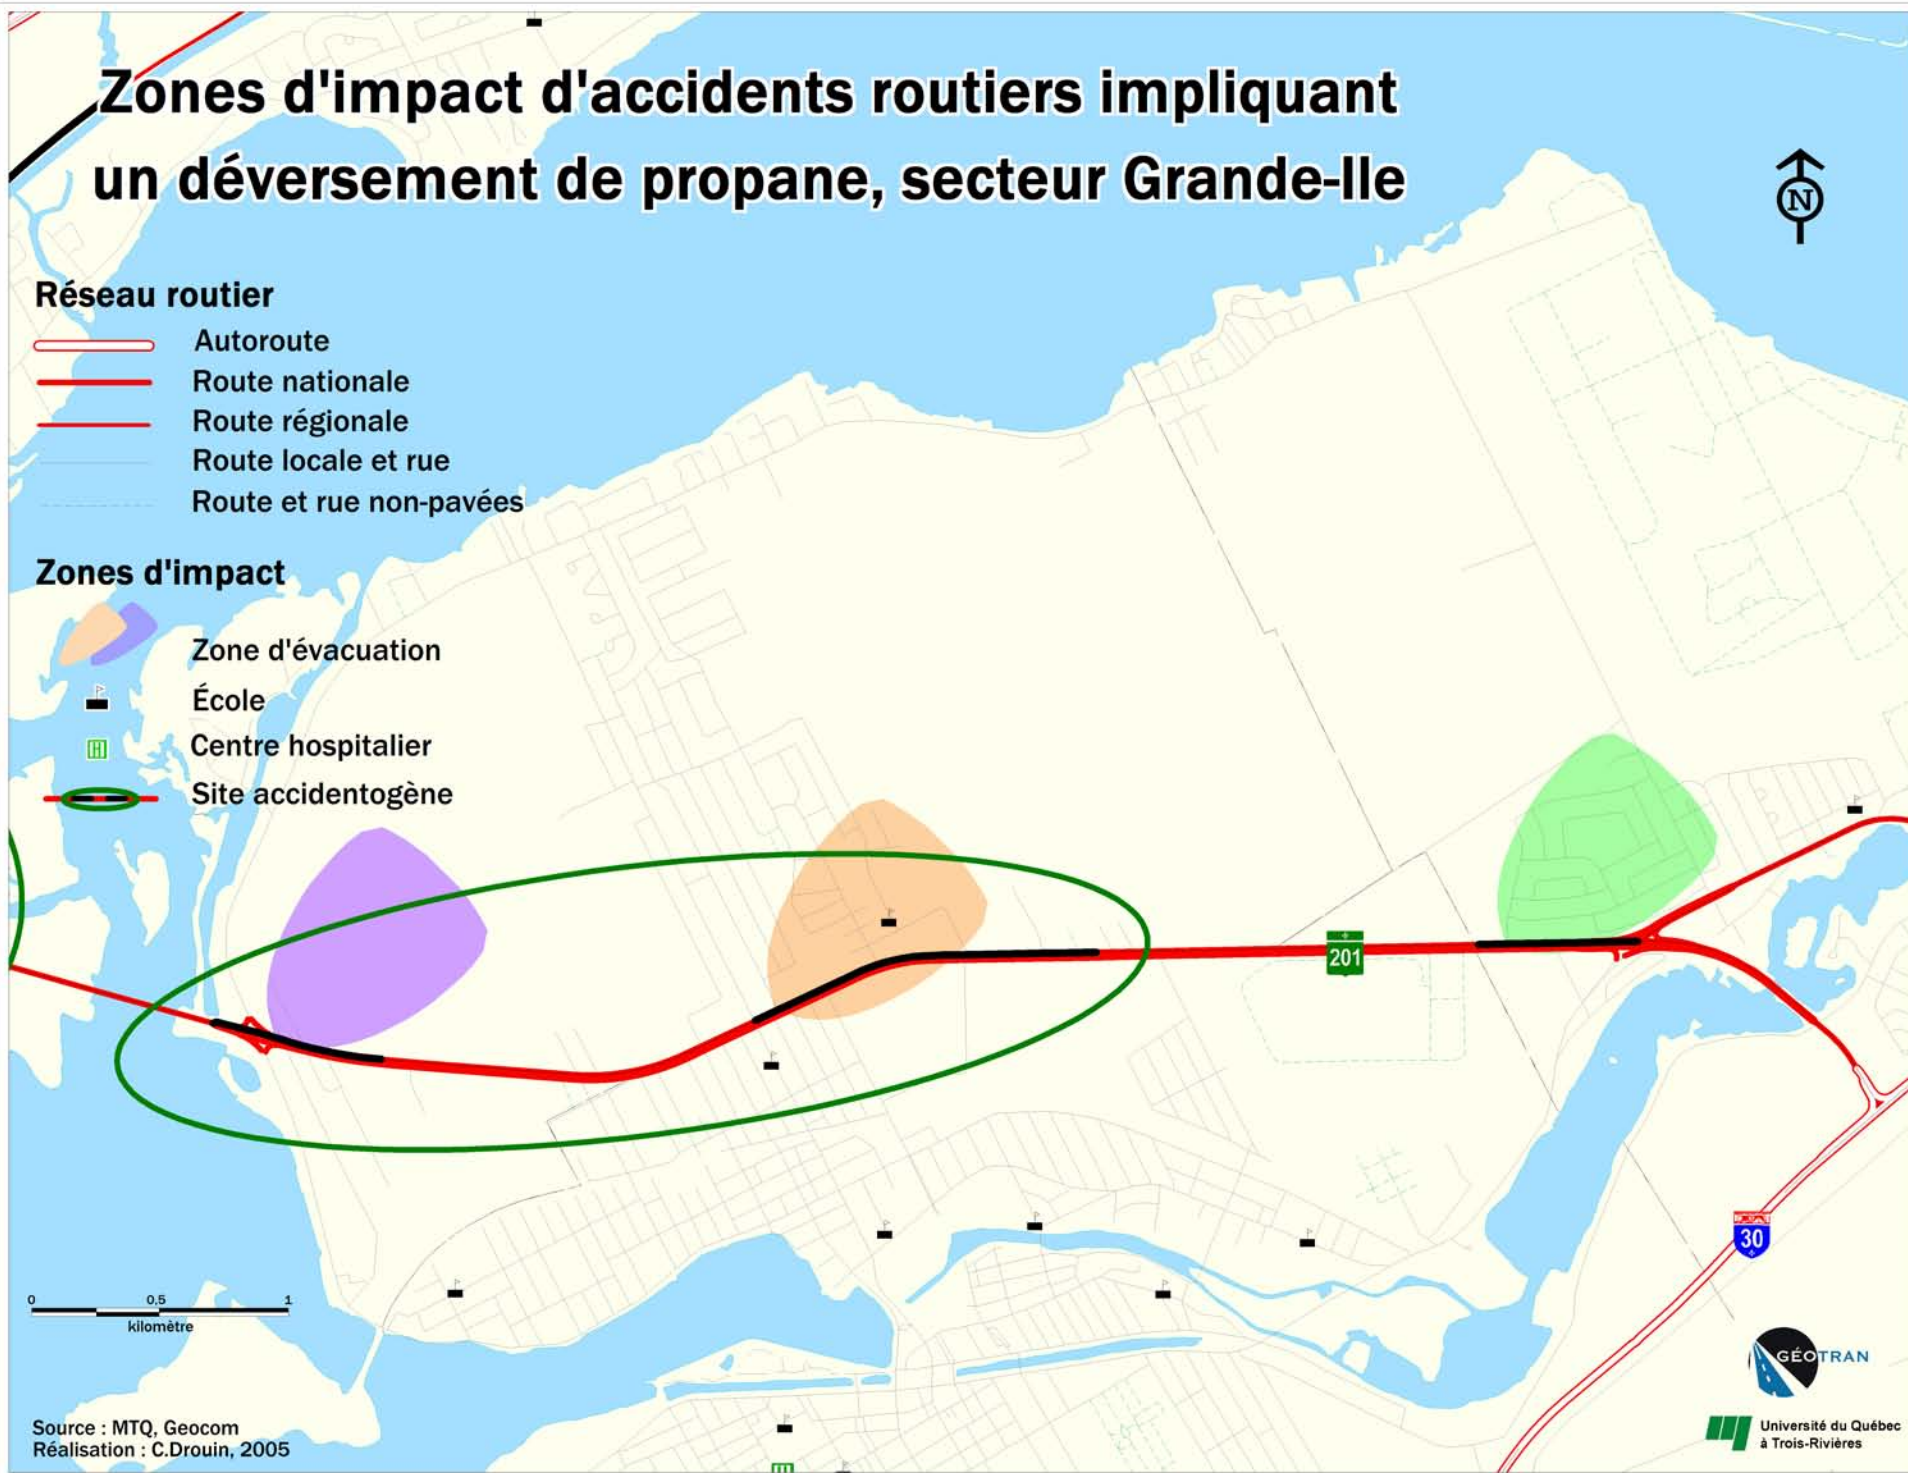 Zones d'impact d'accidents routiers impliquant
un déversement de propane, secteur Grande-Ile
N
Réseau routier
Autoroute
Route nationale
Route régionale
Route locale et rue
Route et rue non-pavées
Zones d'impact
Zone d'évacuation
École
H
Centre hospitalier
Site accidentogène
201
30
0 0,5 1
kilomètre
GÉOTRAN
Source : MTQ, Geocom
Réalisation : C.Drouin, 2005
Université du Québec
à Trois-Rivières